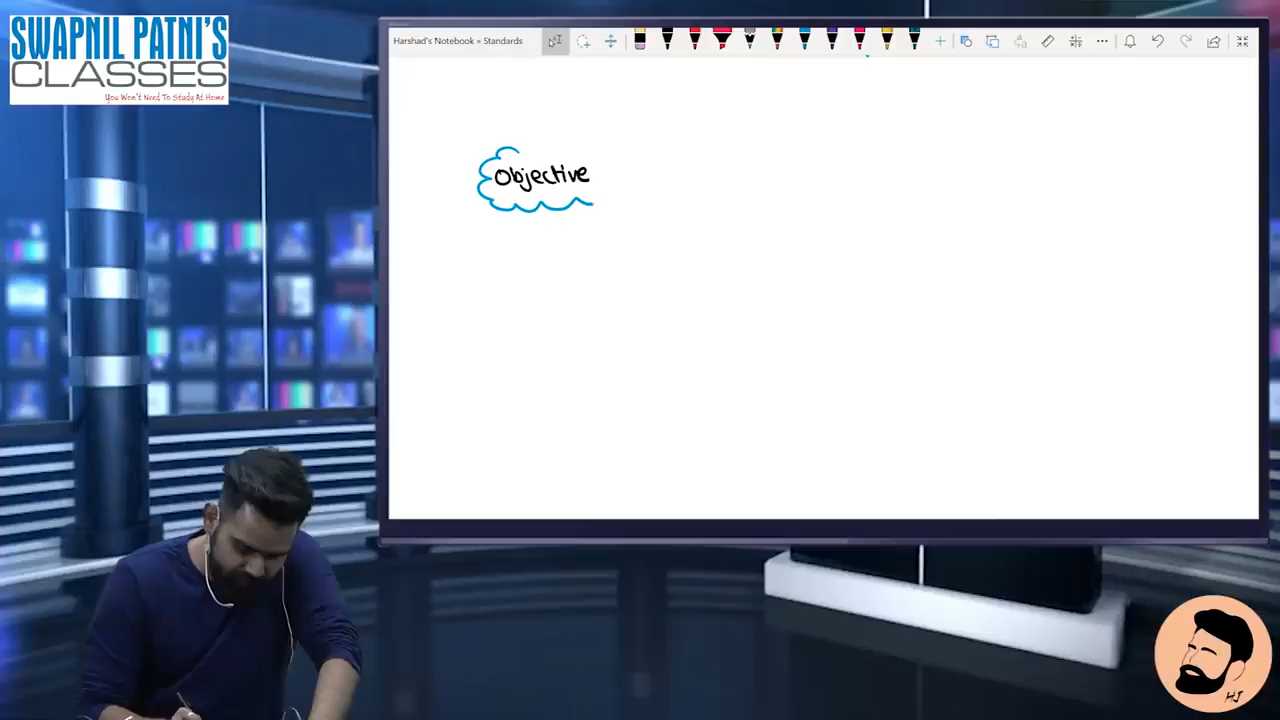 SWAPNIL PATNI'S
CLASSES
You Won't Need To Study At Home
Harshad's Notebook » Standards
Objective
HJ